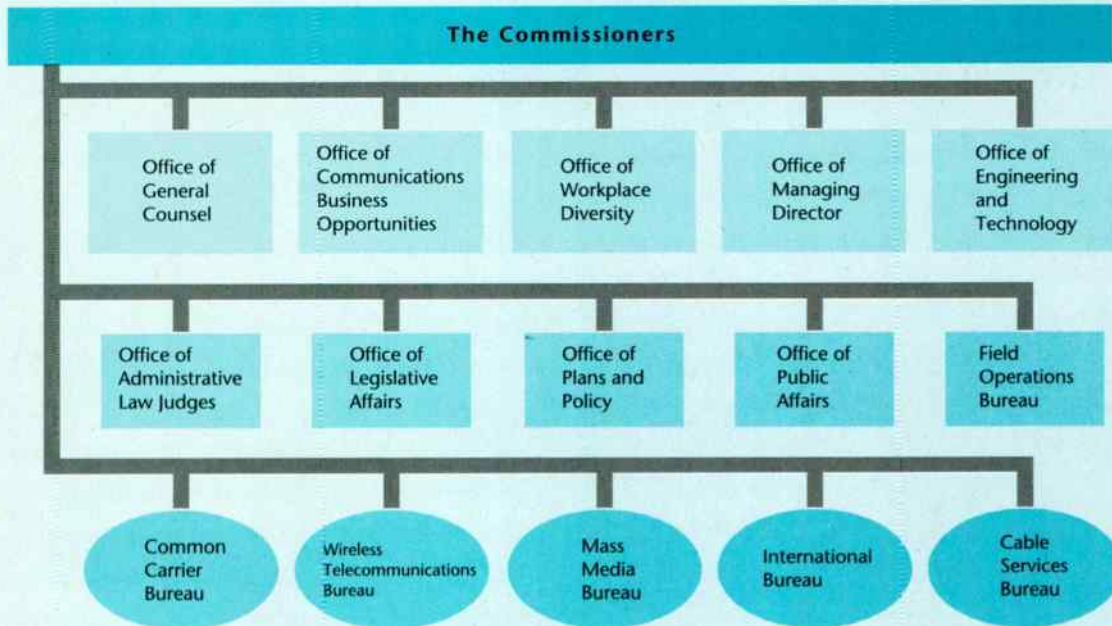 The Commissioners
Office of
General
Counsel
Office of
Communications
Business
Opportunities
Office of
Workplace
Diversity
Office of
Managing
Director
Office of
Engineering
and
Technology
Office of
Administrative
Law Judges
Office of
Legislative
Affairs
Office of
Plans and
Policy
Office of
Public
Affairs
Field
Operations
Bureau
Common
Carrier
Bureau
Wireless
Telecommunications
Bureau
Mass
Media
Bureau
International
Bureau
Cable
Services
Bureau